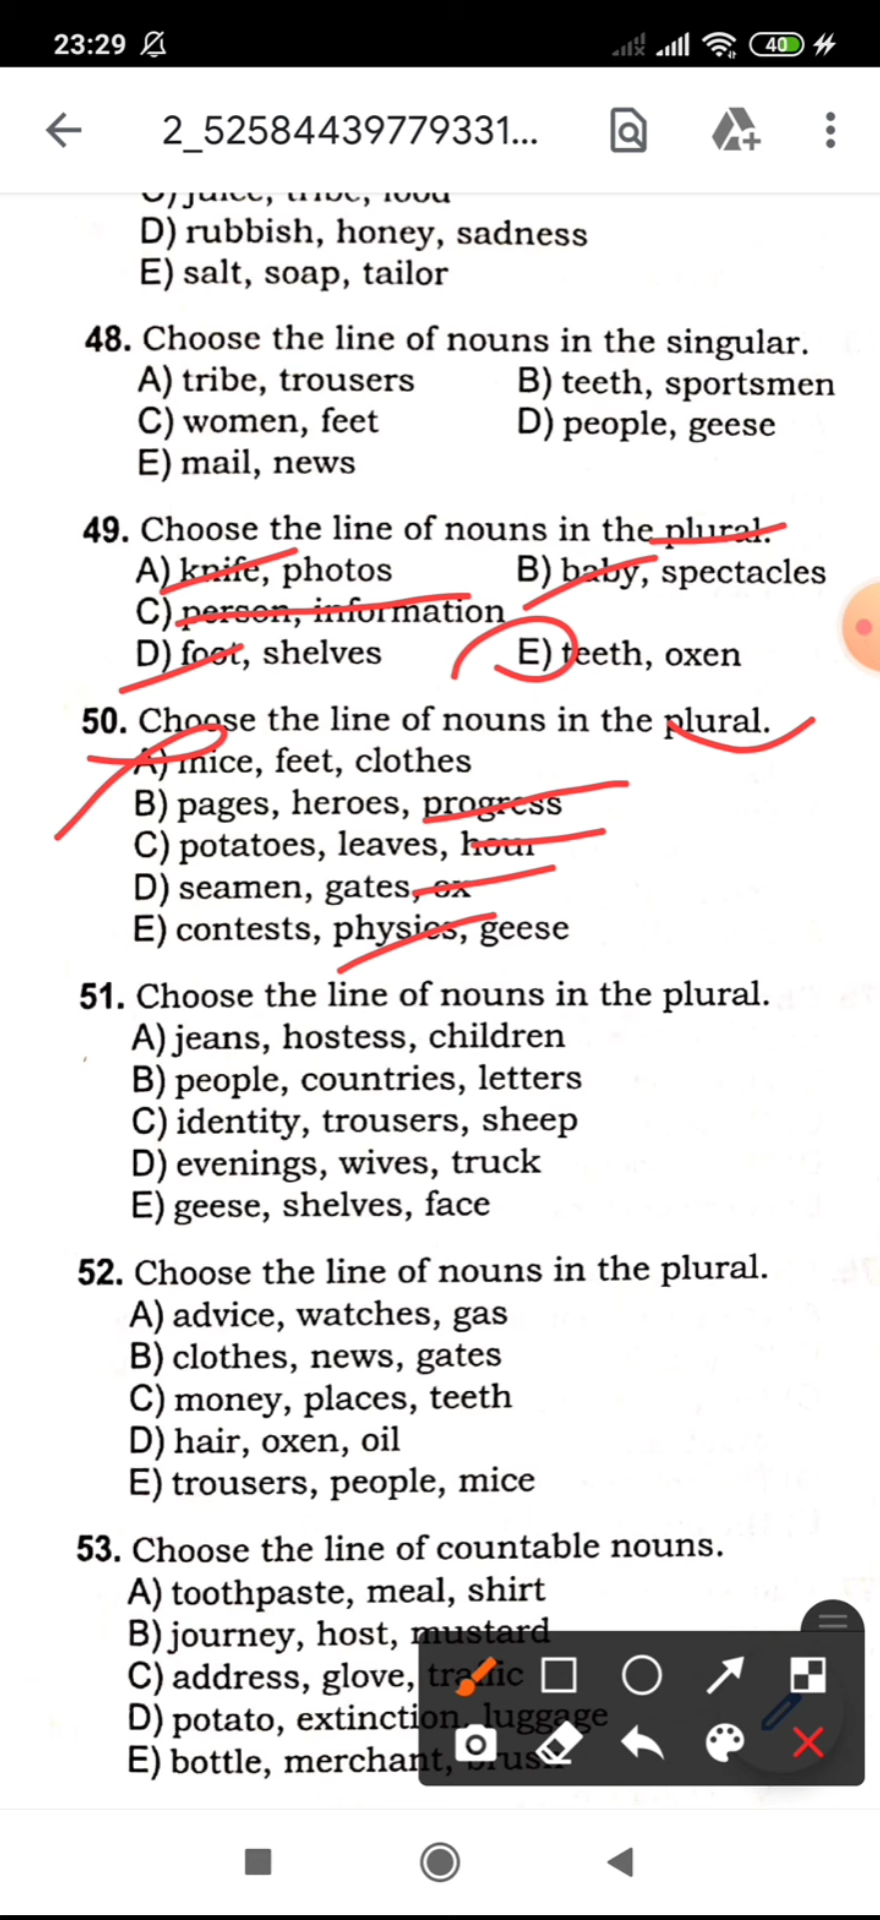 23:29
40
2_52584439779331...
D) rubbish, honey, sadness
E) salt, soap, tailor
48. Choose the line of nouns in the singular.
A) tribe, trousers B) teeth, sportsmen
C) women, feet D) people, geese
E) mail, news
49. Choose the line of nouns in the plural.
A) knife, photos B) baby, spectacles
C) person, information
D) foot, shelves E) teeth, oxen
50. Choose the line of nouns in the plural.
A) mice, feet, clothes
B) pages, heroes, progress
C) potatoes, leaves, hour
D) seamen, gates, ox
E) contests, physics, geese
51. Choose the line of nouns in the plural.
A) jeans, hostess, children
B) people, countries, letters
C) identity, trousers, sheep
D) evenings, wives, truck
E) geese, shelves, face
52. Choose the line of nouns in the plural.
A) advice, watches, gas
B) clothes, news, gates
C) money, places, teeth
D) hair, oxen, oil
E) trousers, people, mice
53. Choose the line of countable nouns.
A) toothpaste, meal, shirt
B) journey, host, mustard
C) address, glove, traffic
D) potato, extinction, luggage
E) bottle, merchant,